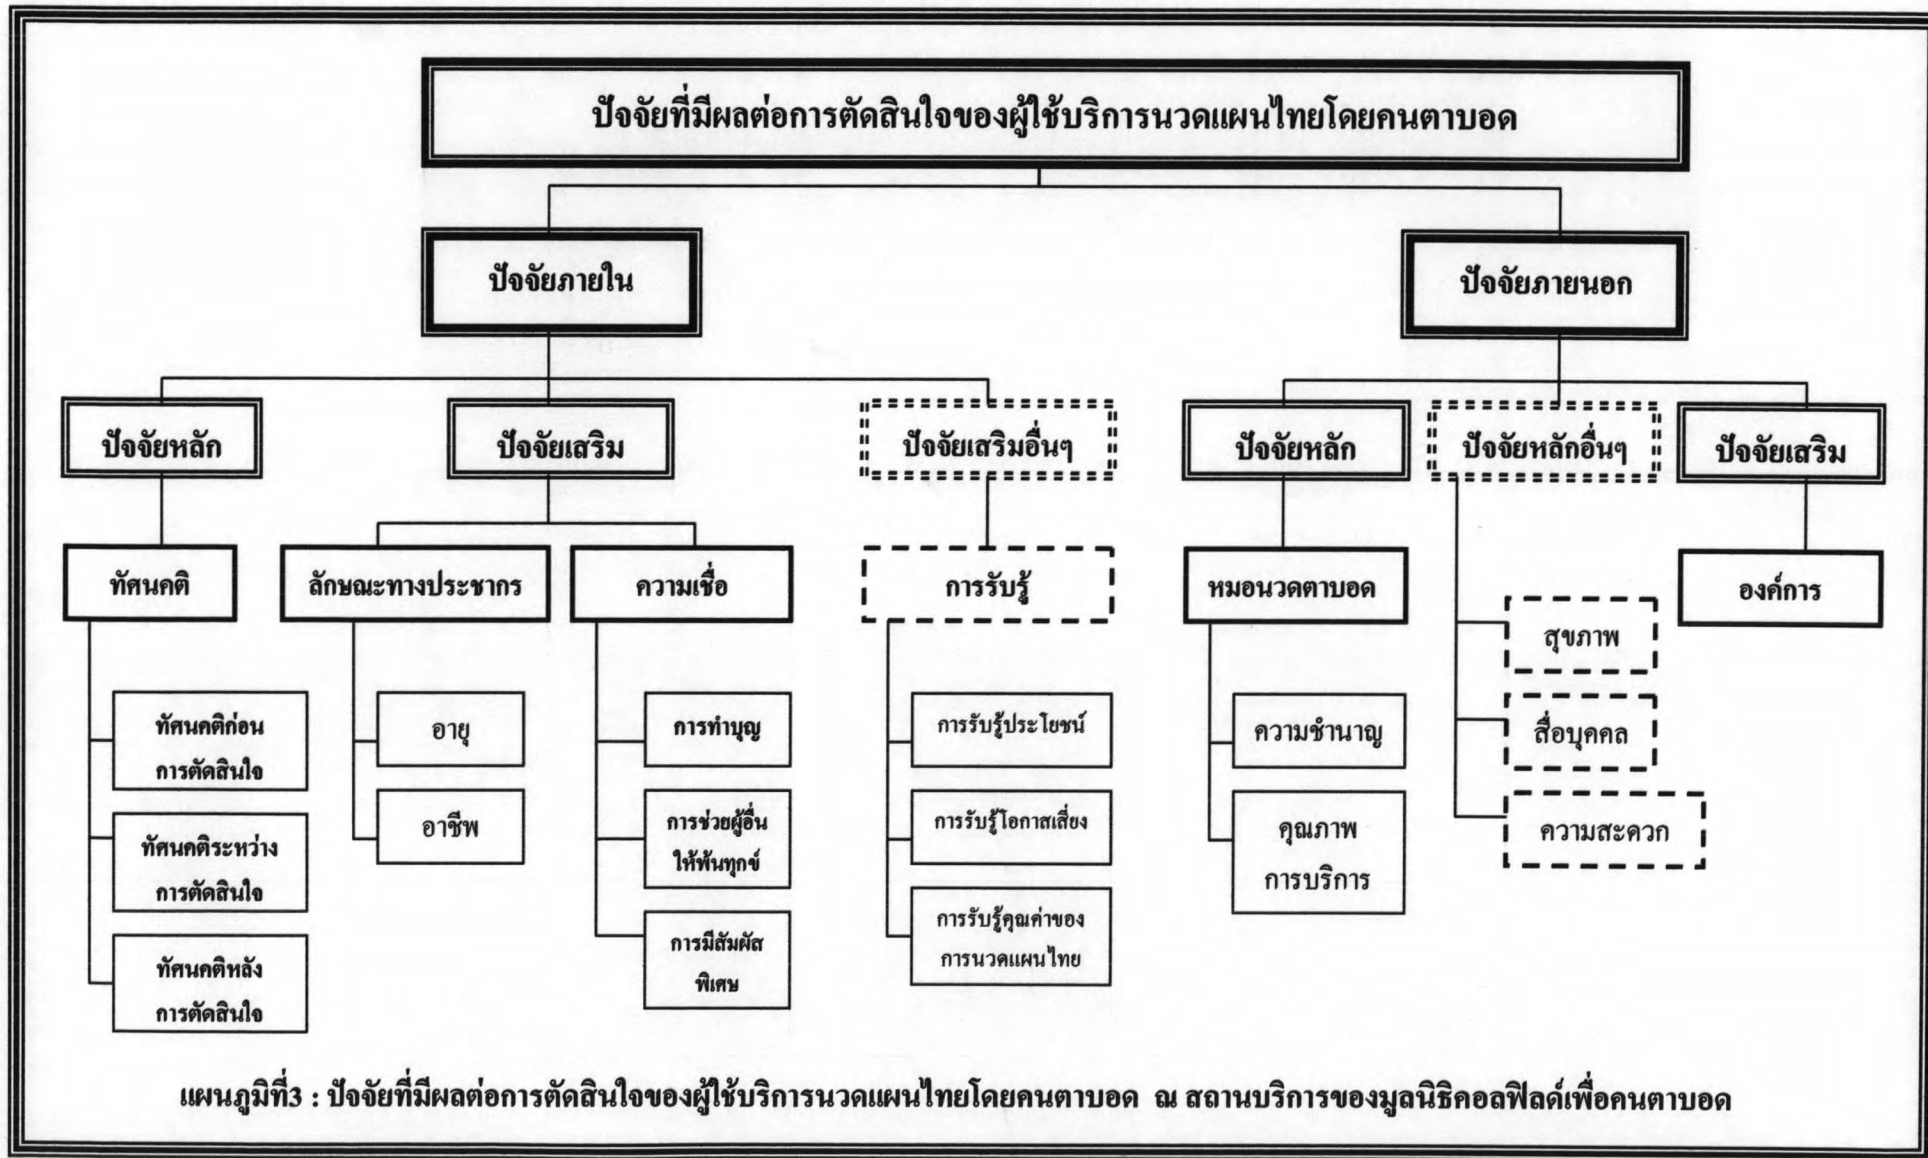 ปัจจัยที่มีผลต่อการตัดสินใจของผู้ใช้บริการนวดแผนไทยโดยคนตาบอด
ปัจจัยภายใน
ปัจจัยภายนอก
ปัจจัยหลัก
ปัจจัยเสริม
ปัจจัยเสริมอื่นๆ
ปัจจัยหลัก
ปัจจัยหลักอื่นๆ
ปัจจัยเสริม
ทัศนคติ
ลักษณะทางประชากร
ความเชื่อ
การรับรู้
หมอนวดตาบอด
องค์การ
ทัศนคติก่อน
การตัดสินใจ
ทัศนคติระหว่าง
การตัดสินใจ
ทัศนคติหลัง
การตัดสินใจ
อายุ
อาชีพ
การทำบุญ
การช่วยผู้อื่น
ให้พ้นทุกข์
การมีสัมผัส
พิเศษ
การรับรู้ประโยชน์
การรับรู้โอกาสเสี่ยง
การรับรู้คุณค่าของ
การนวดแผนไทย
ความชำนาญ
คุณภาพ
การบริการ
สุขภาพ
สื่อบุคคล
ความสะดวก
แผนภูมิที่3 : ปัจจัยที่มีผลต่อการตัดสินใจของผู้ใช้บริการนวดแผนไทยโดยคนตาบอด ณ สถานบริการของมูลนิธิคอลฟิลด์เพื่อคนตาบอด